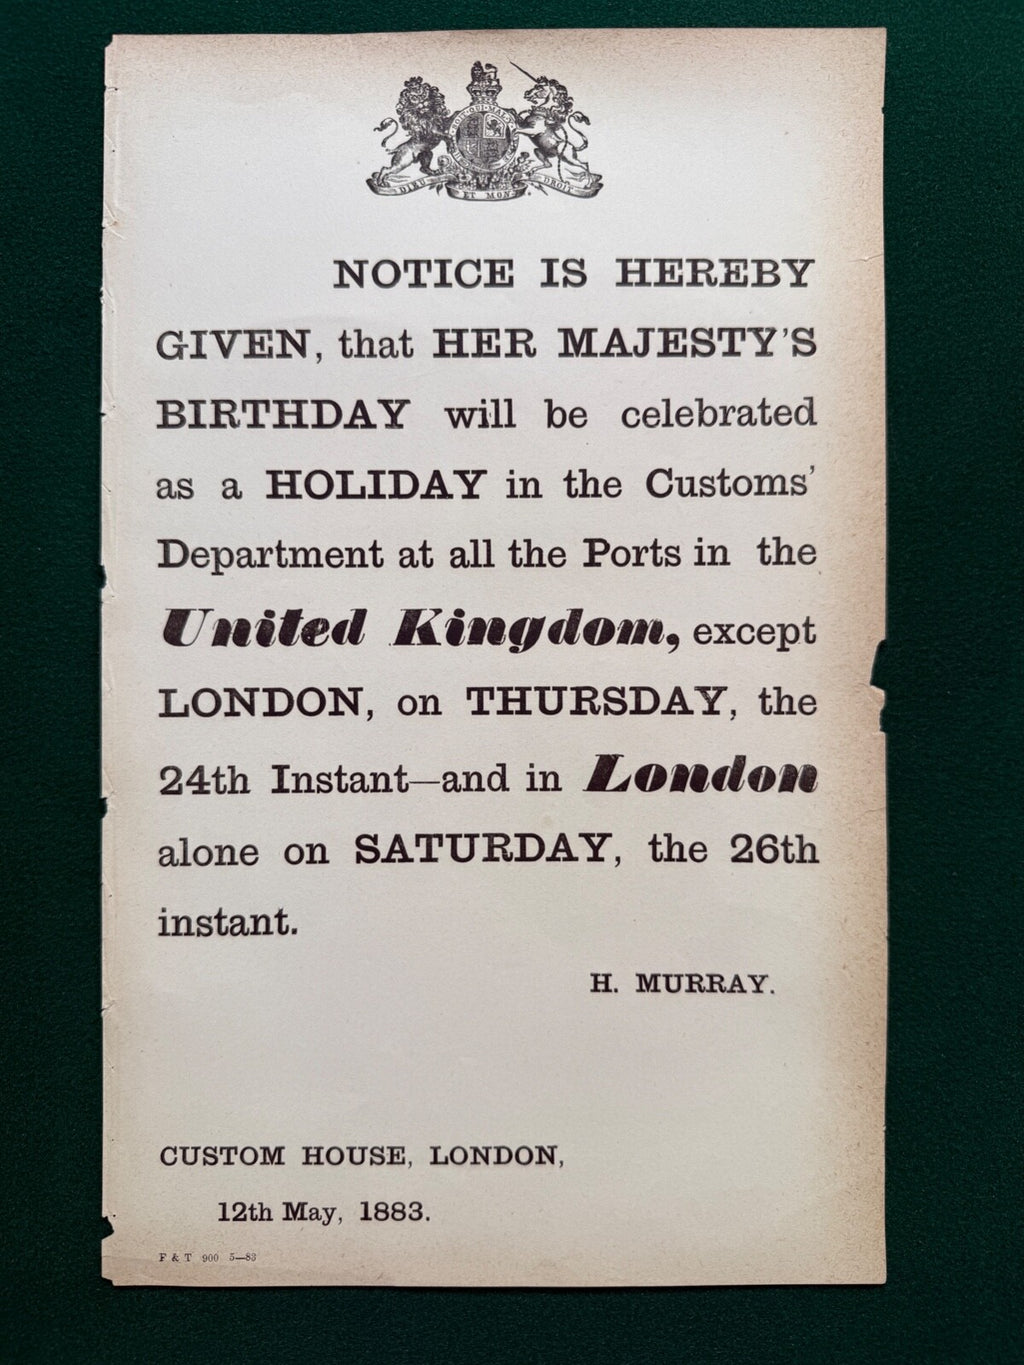 QUI·MAL
DIEU ET MON DROIT
NOTICE IS HEREBY
GIVEN, that HER MAJESTY'S
BIRTHDAY will be celebrated
as a HOLIDAY in the Customs'
Department at all the Ports in the
United Kingdom, except
LONDON, on THURSDAY, the
24th Instant—and in London
alone on SATURDAY, the 26th
instant.
H. MURRAY.
CUSTOM HOUSE, LONDON,
12th May, 1883.
F & T 900 5—83